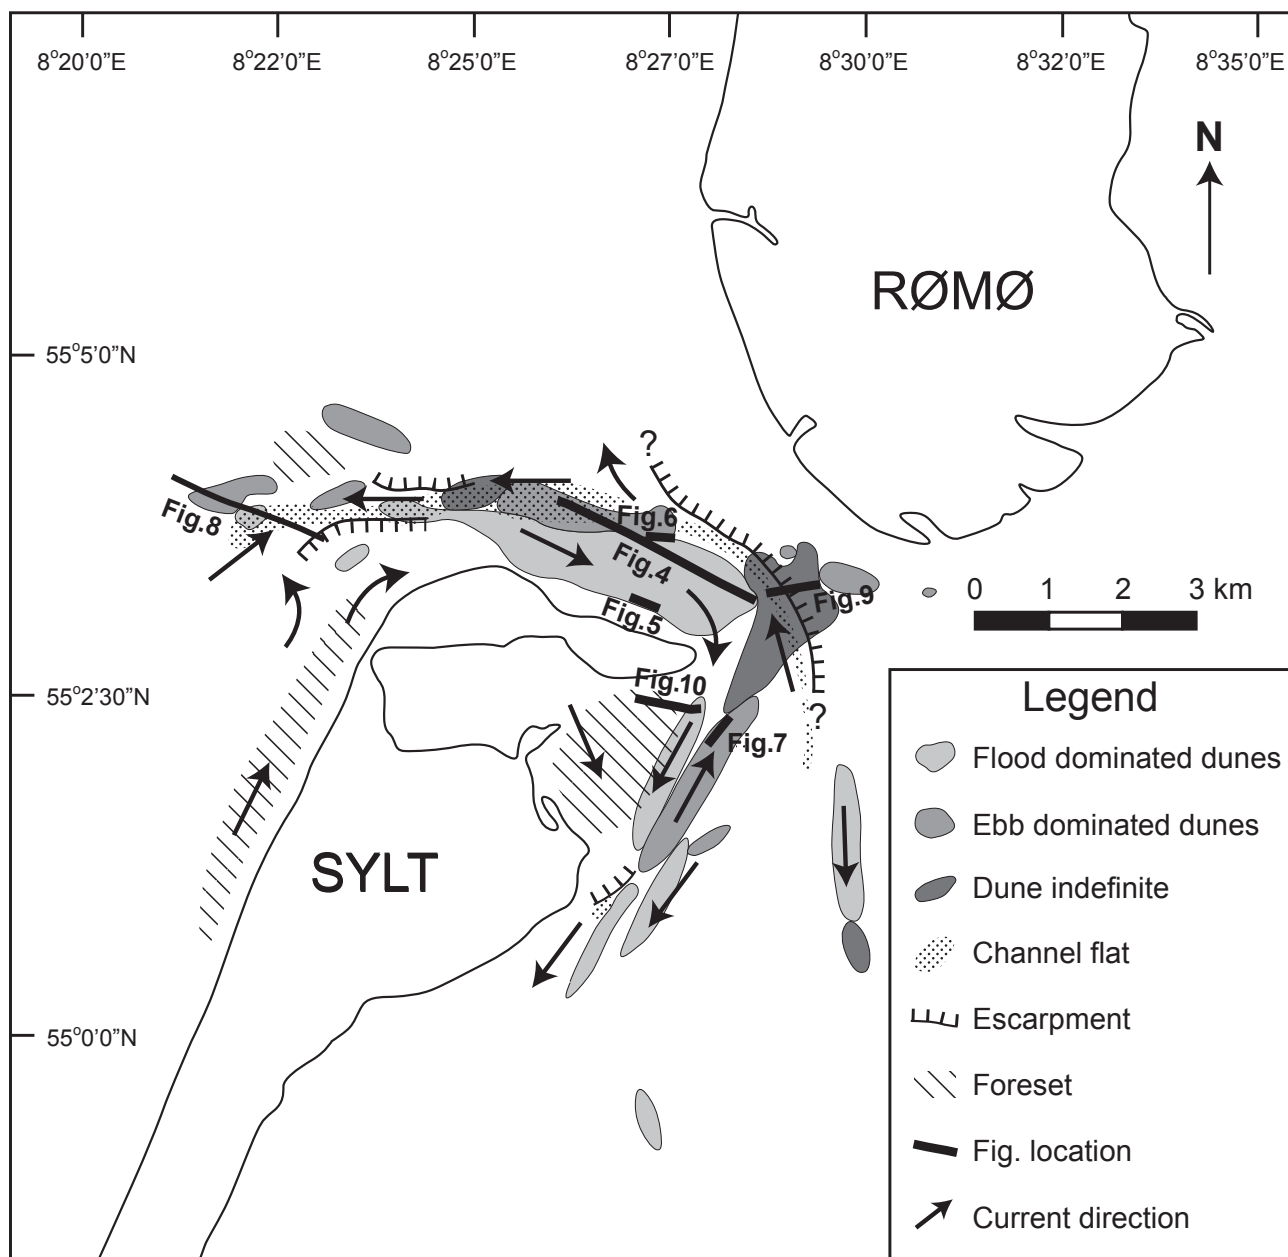 8°20'0"E 8°22'0"E 8°25'0"E 8°27'0"E 8°30'0"E 8°32'0"E 8°35'0"E
N
RØMØ
55°5'0"N
?
Fig.8
Fig.6
Fig.4
Fig.9
Fig.5
0 1 2 3 km
Fig.10
55°2'30"N
?
Fig.7
SYLT
55°0'0"N
Legend
Flood dominated dunes
Ebb dominated dunes
Dune indefinite
Channel flat
Escarpment
Foreset
Fig. location
Current direction